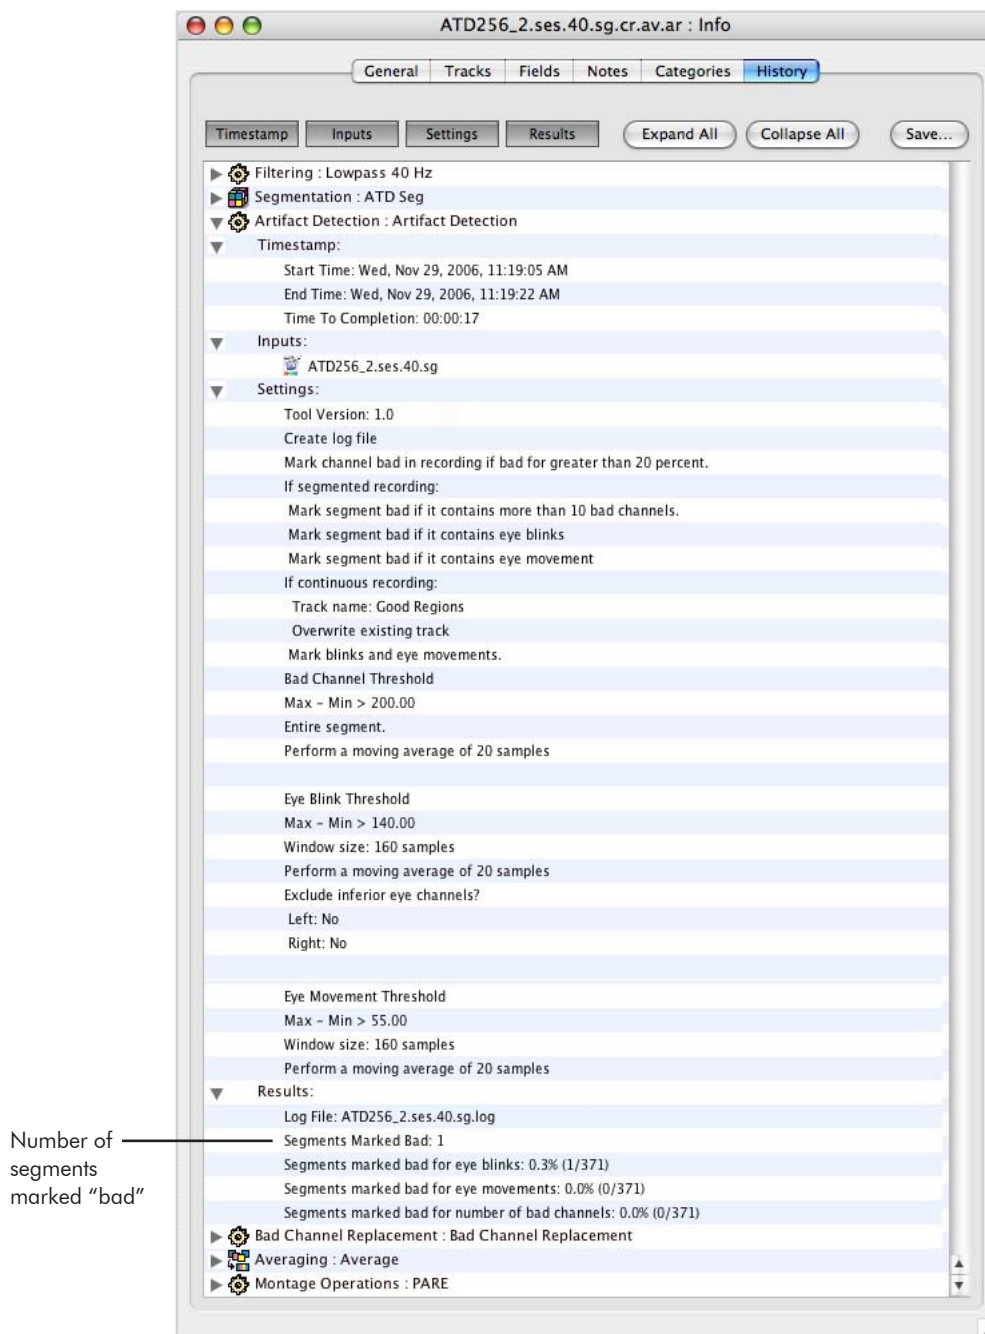 ATD256_2.ses.40.sg.cr.av.ar : Info
General Tracks Fields Notes Categories History
Timestamp Inputs Settings Results Expand All Collapse All Save...
Filtering : Lowpass 40 Hz
Segmentation : ATD Seg
Artifact Detection : Artifact Detection
Timestamp:
Start Time: Wed, Nov 29, 2006, 11:19:05 AM
End Time: Wed, Nov 29, 2006, 11:19:22 AM
Time To Completion: 00:00:17
Inputs:
ATD256_2.ses.40.sg
Settings:
Tool Version: 1.0
Create log file
Mark channel bad in recording if bad for greater than 20 percent.
If segmented recording:
Mark segment bad if it contains more than 10 bad channels.
Mark segment bad if it contains eye blinks
Mark segment bad if it contains eye movement
If continuous recording:
Track name: Good Regions
Overwrite existing track
Mark blinks and eye movements.
Bad Channel Threshold
Max - Min > 200.00
Entire segment.
Perform a moving average of 20 samples
Eye Blink Threshold
Max - Min > 140.00
Window size: 160 samples
Perform a moving average of 20 samples
Exclude inferior eye channels?
Left: No
Right: No
Eye Movement Threshold
Max - Min > 55.00
Window size: 160 samples
Perform a moving average of 20 samples
Results:
Log File: ATD256_2.ses.40.sg.log
Segments Marked Bad: 1
Segments marked bad for eye blinks: 0.3% (1/371)
Segments marked bad for eye movements: 0.0% (0/371)
Segments marked bad for number of bad channels: 0.0% (0/371)
Bad Channel Replacement : Bad Channel Replacement
Averaging : Average
Montage Operations : PARE
Number of
segments
marked “bad”